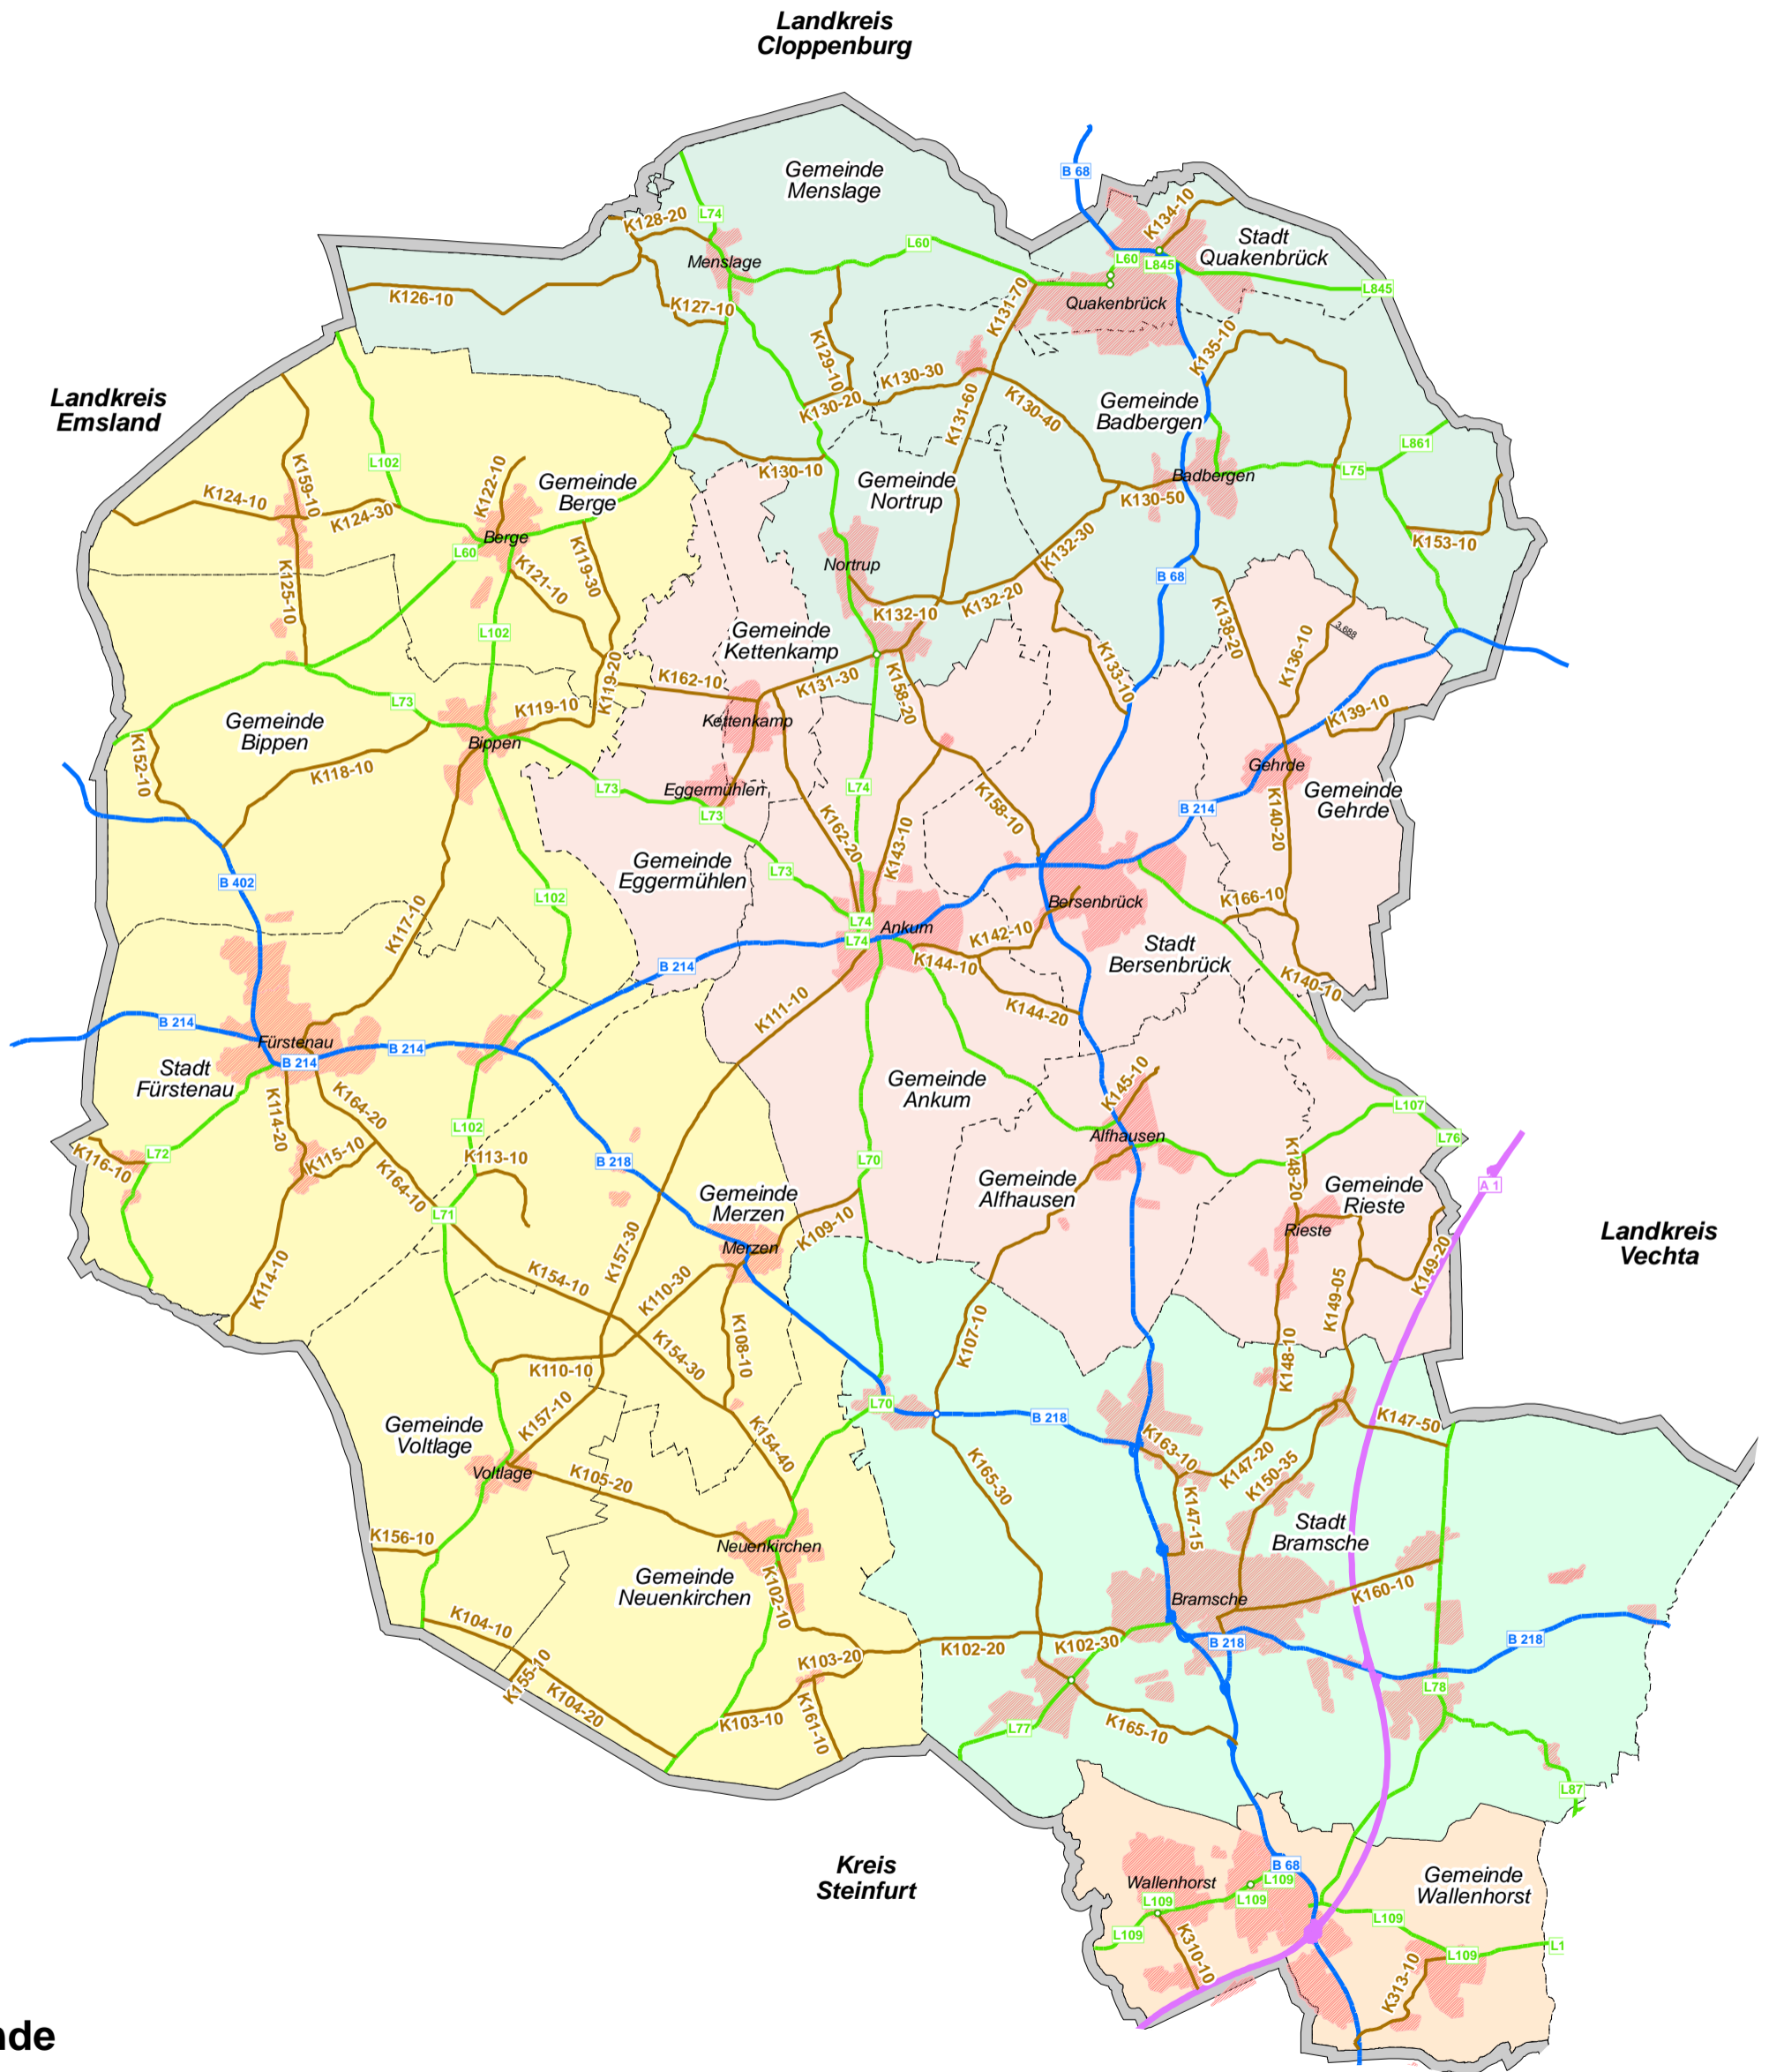 Landkreis
Cloppenburg
B 68
Gemeinde
Menslage
K134-10
K128-20
L74
L60
Stadt
Quakenbrück
L60
L845
Menslage
L845
K126-10
K127-10
K131-70
Quakenbrück
K129-10
K135-10
Landkreis
Emsland
K130-30
K130-20
K131-60
K130-40
Gemeinde
Badbergen
L861
L102
K159-10
K122-10
K130-10
L75
Badbergen
Gemeinde
Berge
Gemeinde
Nortrup
K124-10
K124-30
K130-50
Berge
L60
K119-30
K132-30
K153-10
K125-10
K121-10
Nortrup
B 68
K132-20
K132-10
L102
Gemeinde
Kettenkamp
K138-20
K136-10
3,688
K119-20
K162-10
K131-30
K158-20
K133-10
L73
K119-10
Kettenkamp
K139-10
Gemeinde
Bippen
Bippen
K152-10
K118-10
L73
Eggermühlen
L74
Gehrde
Gemeinde
Gehrde
L73
K158-10
B 214
K162-20
K143-10
K140-20
Gemeinde
Eggermühlen
L73
B 402
L102
K166-10
Bersenbrück
L74
Ankum
L74
K117-10
K142-10
Stadt
Bersenbrück
K144-10
B 214
K140-10
K111-10
K144-20
B 214
Fürstenau
B 214
B 214
Stadt
Fürstenau
Gemeinde
Ankum
K145-10
L107
K164-20
K114-20
L102
Alfhausen
L76
K116-10
L72
K115-10
K113-10
B 218
L70
K148-20
K164-10
Gemeinde
Alfhausen
Gemeinde
Rieste
A 1
Gemeinde
Merzen
L71
K109-10
Rieste
Landkreis
Vechta
K157-30
Merzen
K149-20
K114-10
K154-10
K110-30
K149-05
K107-10
K108-10
K154-30
K148-10
K110-10
L70
B 218
K157-10
K147-50
Gemeinde
Voltlage
K154-40
K163-10
K147-20
Voltlage
K105-20
K165-30
K150-35
K147-15
Stadt
Bramsche
K156-10
Neuenkirchen
Gemeinde
Neuenkirchen
K102-10
Bramsche
K160-10
K104-10
K102-20
K102-30
B 218
B 218
K155-10
K103-20
K104-20
K103-10
K161-10
L77
K165-10
L78
L87
Kreis
Steinfurt
B 68
Wallenhorst
L109
L109
L109
Gemeinde
Wallenhorst
L109
L109
L109
L1
K310-10
K313-10
nde